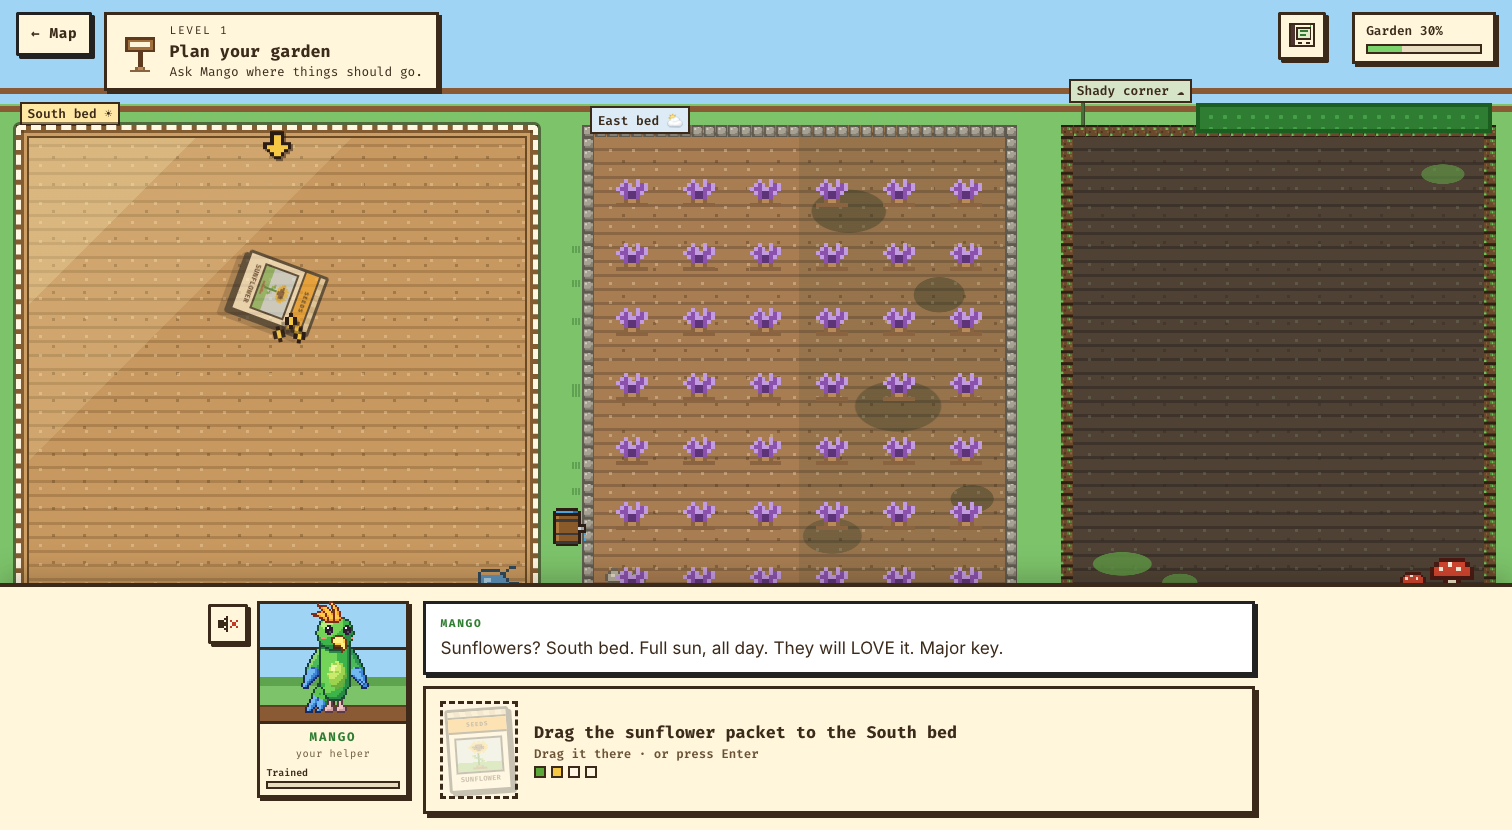 ← Map
LEVEL 1
Plan your garden
Ask Mango where things should go.
Garden 30%
South bed
East bed
Shady corner
SEEDS
SUNFLOWER
MANGO
your helper
Trained
MANGO
Sunflowers? South bed. Full sun, all day. They will LOVE it. Major key.
SEEDS
SUNFLOWER
Drag the sunflower packet to the South bed
Drag it there · or press Enter